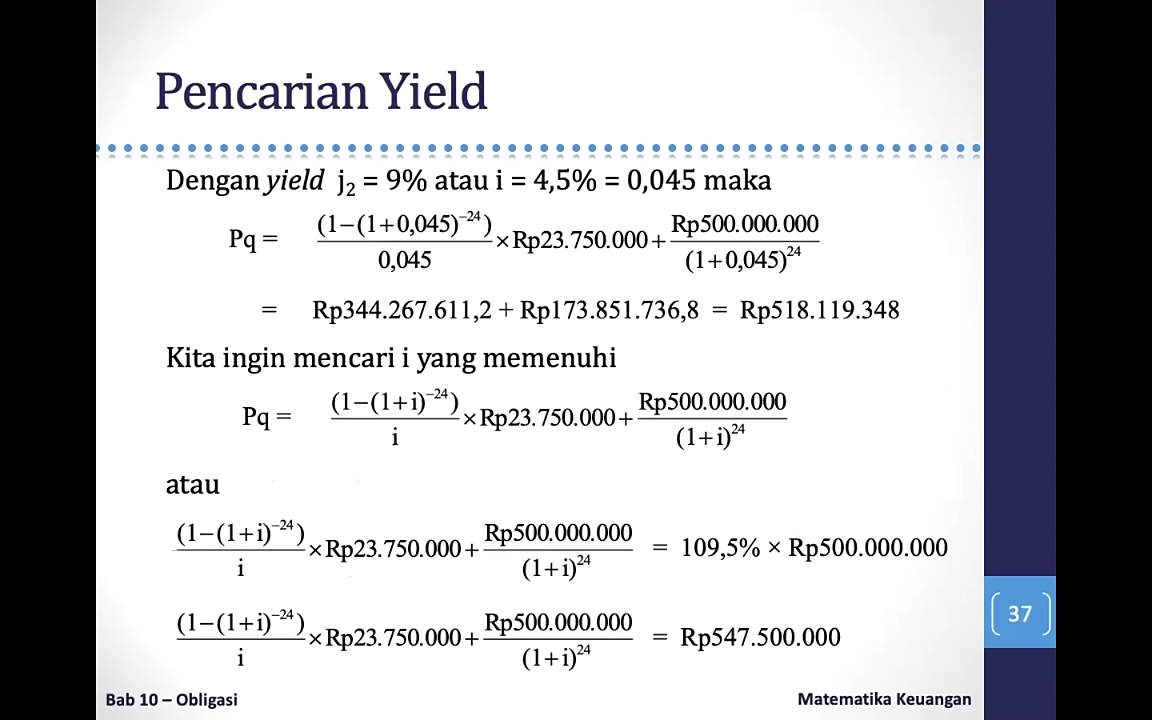 Pencarian Yield
Dengan yield j₂ = 9% atau i = 4,5% = 0,045 maka
Pq = (1−(1+0,045)⁻²⁴) / 0,045 × Rp23.750.000 + Rp500.000.000 / (1+0,045)²⁴
= Rp344.267.611,2 + Rp173.851.736,8 = Rp518.119.348
Kita ingin mencari i yang memenuhi
Pq = (1−(1+i)⁻²⁴) / i × Rp23.750.000 + Rp500.000.000 / (1+i)²⁴
atau
(1−(1+i)⁻²⁴) / i × Rp23.750.000 + Rp500.000.000 / (1+i)²⁴ = 109,5% × Rp500.000.000
(1−(1+i)⁻²⁴) / i × Rp23.750.000 + Rp500.000.000 / (1+i)²⁴ = Rp547.500.000
37
Bab 10 – Obligasi
Matematika Keuangan